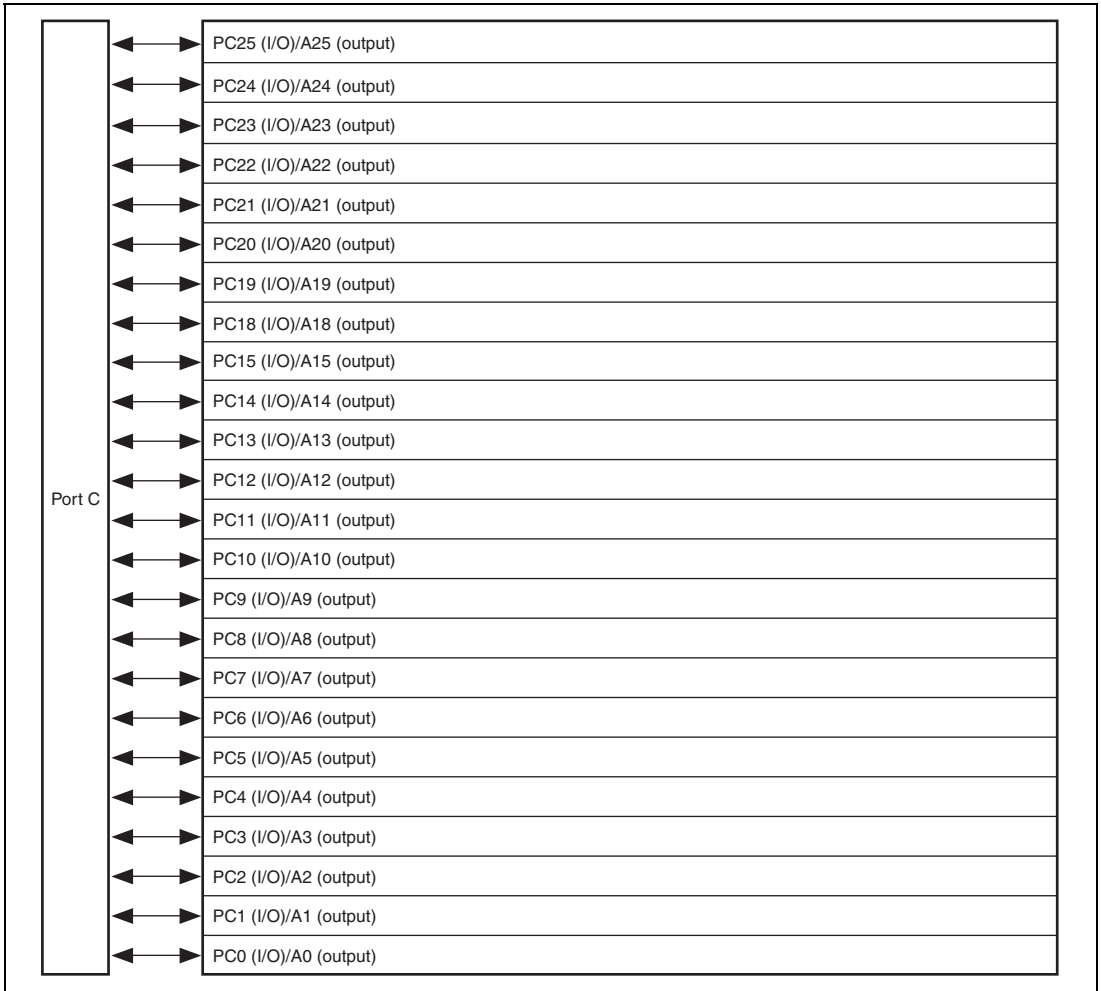 PC25 (I/O)/A25 (output)
PC24 (I/O)/A24 (output)
PC23 (I/O)/A23 (output)
PC22 (I/O)/A22 (output)
PC21 (I/O)/A21 (output)
PC20 (I/O)/A20 (output)
PC19 (I/O)/A19 (output)
PC18 (I/O)/A18 (output)
PC15 (I/O)/A15 (output)
PC14 (I/O)/A14 (output)
PC13 (I/O)/A13 (output)
PC12 (I/O)/A12 (output)
Port C
PC11 (I/O)/A11 (output)
PC10 (I/O)/A10 (output)
PC9 (I/O)/A9 (output)
PC8 (I/O)/A8 (output)
PC7 (I/O)/A7 (output)
PC6 (I/O)/A6 (output)
PC5 (I/O)/A5 (output)
PC4 (I/O)/A4 (output)
PC3 (I/O)/A3 (output)
PC2 (I/O)/A2 (output)
PC1 (I/O)/A1 (output)
PC0 (I/O)/A0 (output)